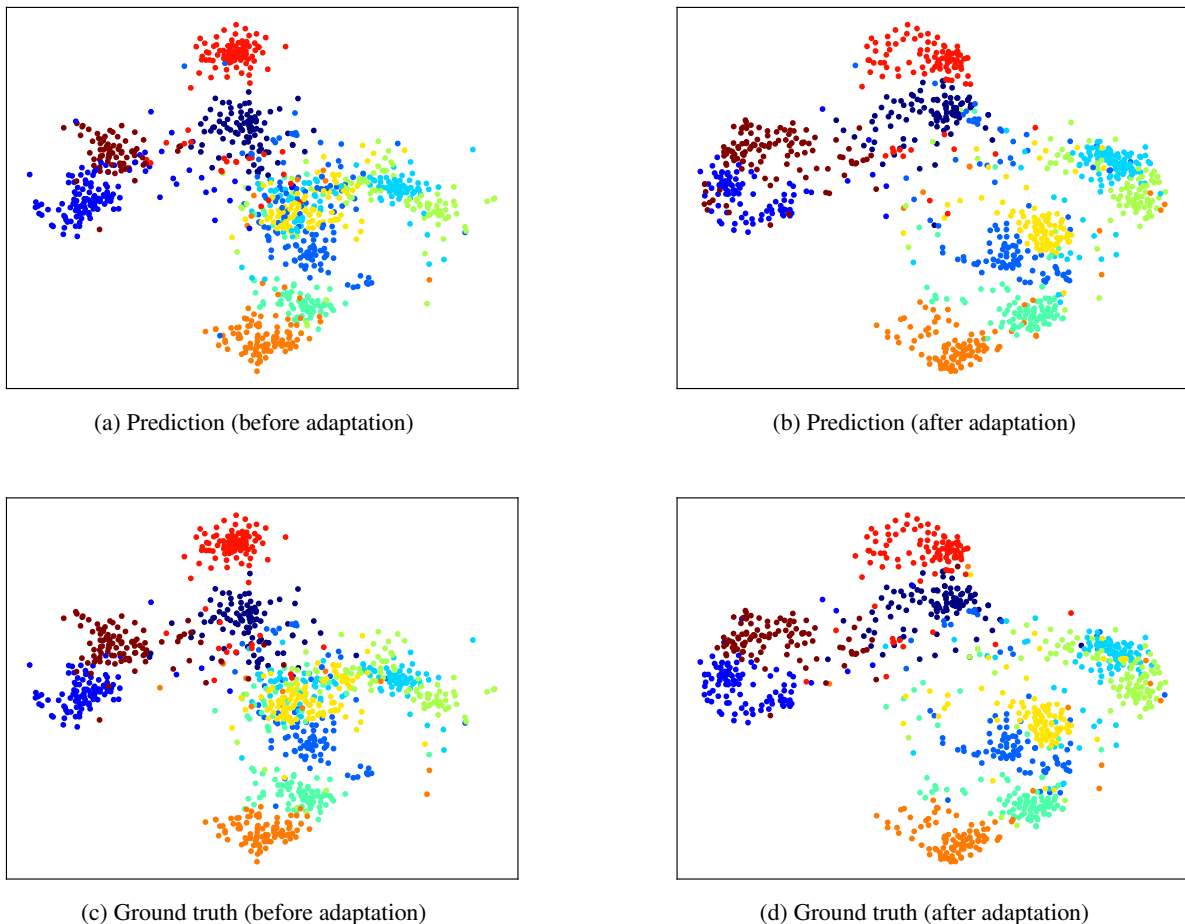 (a) Prediction (before adaptation)
(b) Prediction (after adaptation)
(c) Ground truth (before adaptation)
(d) Ground truth (after adaptation)